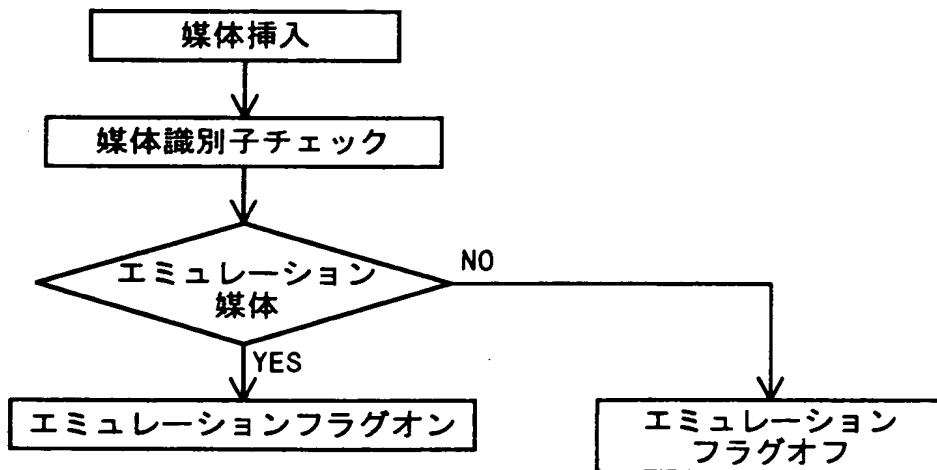 媒体挿入
媒体識別子チェック
エミュレーション
媒体
NO
YES
エミュレーションフラグオン
エミュレーション
フラグオフ